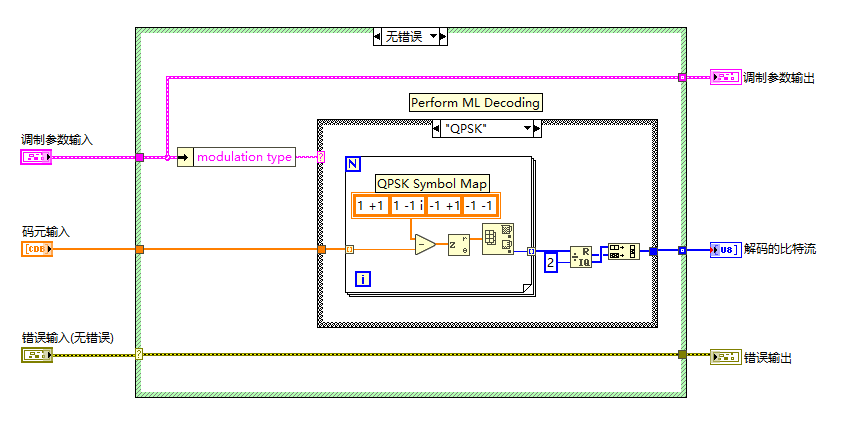 无错误
调制参数输出
Perform ML Decoding
"QPSK"
调制参数输入
modulation type
?
N
QPSK Symbol Map
1 +1 1 -1 i -1 +1 -1 -1
码元输入
[CDB]
r
z
θ
i
2
R
IQ
U8
解码的比特流
错误输入(无错误)
?
错误输出